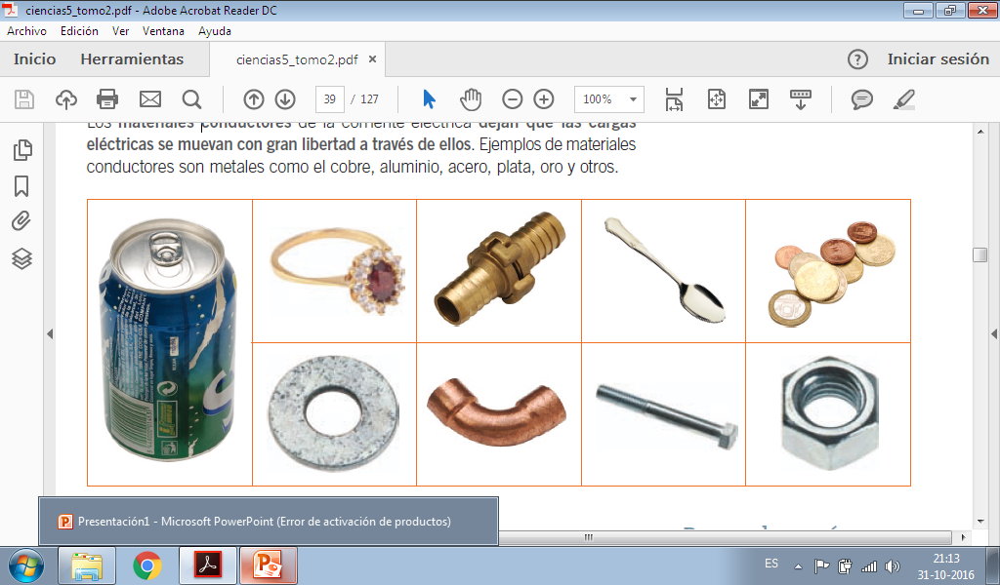 ciencias5_tomo2.pdf - Adobe Acrobat Reader DC
Archivo Edición Ver Ventana Ayuda
Inicio Herramientas ciencias5_tomo2.pdf × Iniciar sesión
39 / 127 100%
Los materiales conductores de la corriente eléctrica dejan que las cargas
eléctricas se muevan con gran libertad a través de ellos. Ejemplos de materiales
conductores son metales como el cobre, aluminio, acero, plata, oro y otros.
Presentación1 - Microsoft PowerPoint (Error de activación de productos)
ES 21:13
31-10-2016